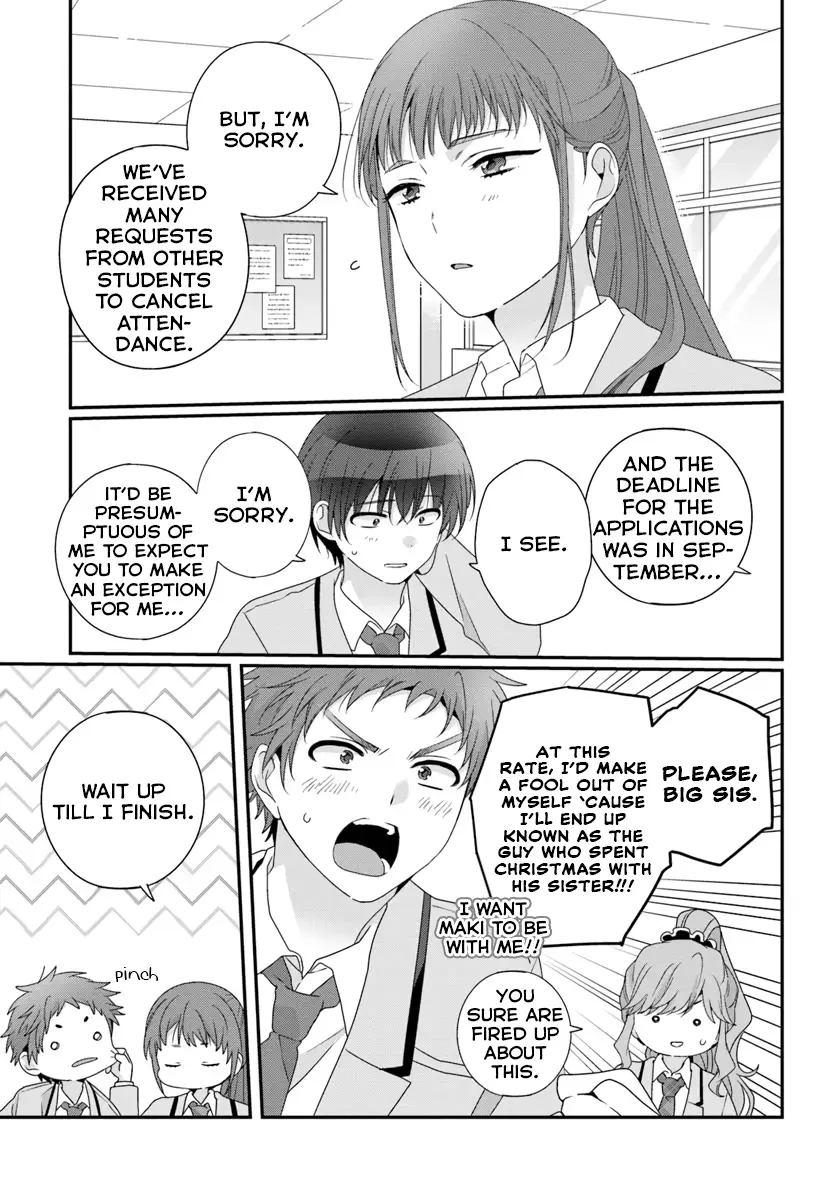 BUT, I'M
SORRY.
WE'VE
RECEIVED
MANY
REQUESTS
FROM OTHER
STUDENTS
TO CANCEL
ATTEN-
DANCE.
AND THE
DEADLINE
FOR THE
APPLICATIONS
WAS IN SEP-
TEMBER...
I SEE.
I'M
SORRY.
IT'D BE
PRESUM-
PTUOUS OF
ME TO EXPECT
YOU TO MAKE
AN EXCEPTION
FOR ME...
PLEASE,
BIG SIS.
AT THIS
RATE, I'D MAKE
A FOOL OUT OF
MYSELF 'CAUSE
I'LL END UP
KNOWN AS THE
GUY WHO SPENT
CHRISTMAS WITH
HIS SISTER!!!
I WANT
MAKI TO BE
WITH ME!!
YOU
SURE ARE
FIRED UP
ABOUT
THIS.
WAIT UP
TILL I FINISH.
pinch